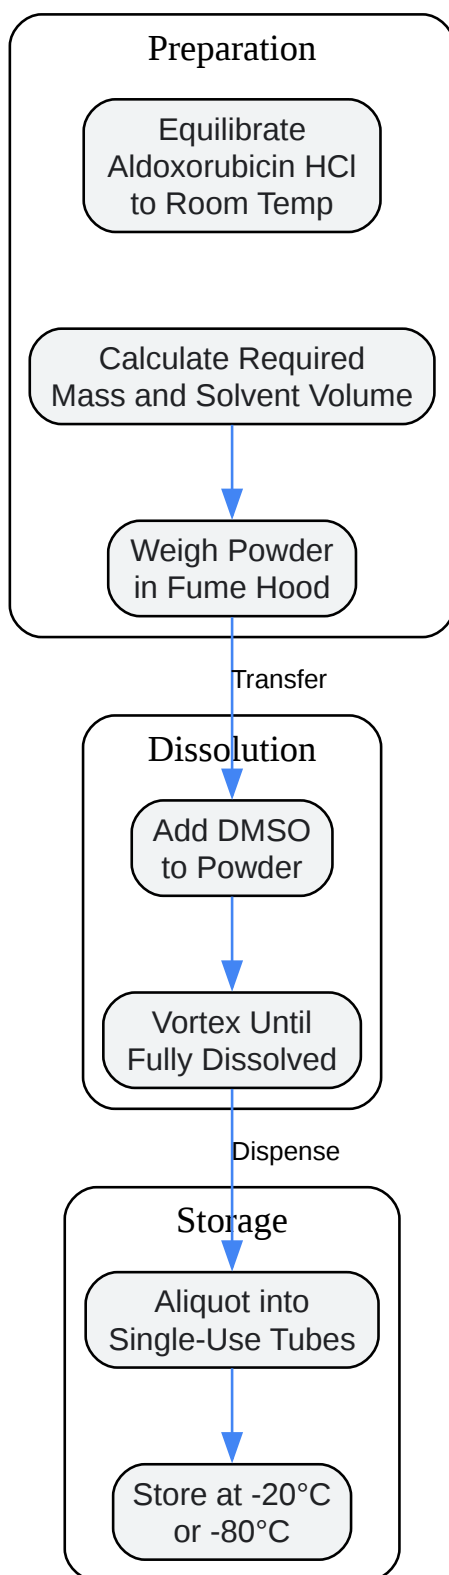 Preparation
Equilibrate
Aldoxorubicin HCl
to Room Temp
Calculate Required
Mass and Solvent Volume
Weigh Powder
in Fume Hood
Transfer
Dissolution
Add DMSO
to Powder
Vortex Until
Fully Dissolved
Dispense
Storage
Aliquot into
Single-Use Tubes
Store at -20°C
or -80°C